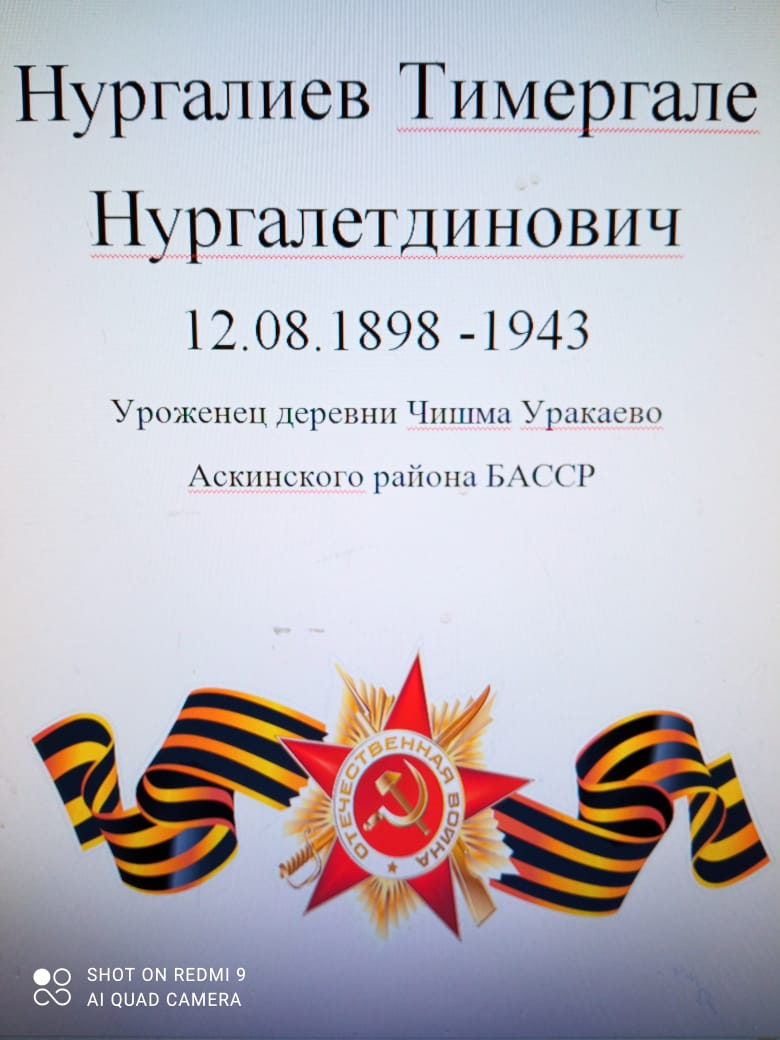 Нургалиев Тимергале
Нургалетдинович
12.08.1898 -1943
Уроженец деревни Чишма Уракаево
Аскинского района БАССР
ОТЕЧЕСТВЕННАЯ ВОЙНА
SHOT ON REDMI 9
AI QUAD CAMERA